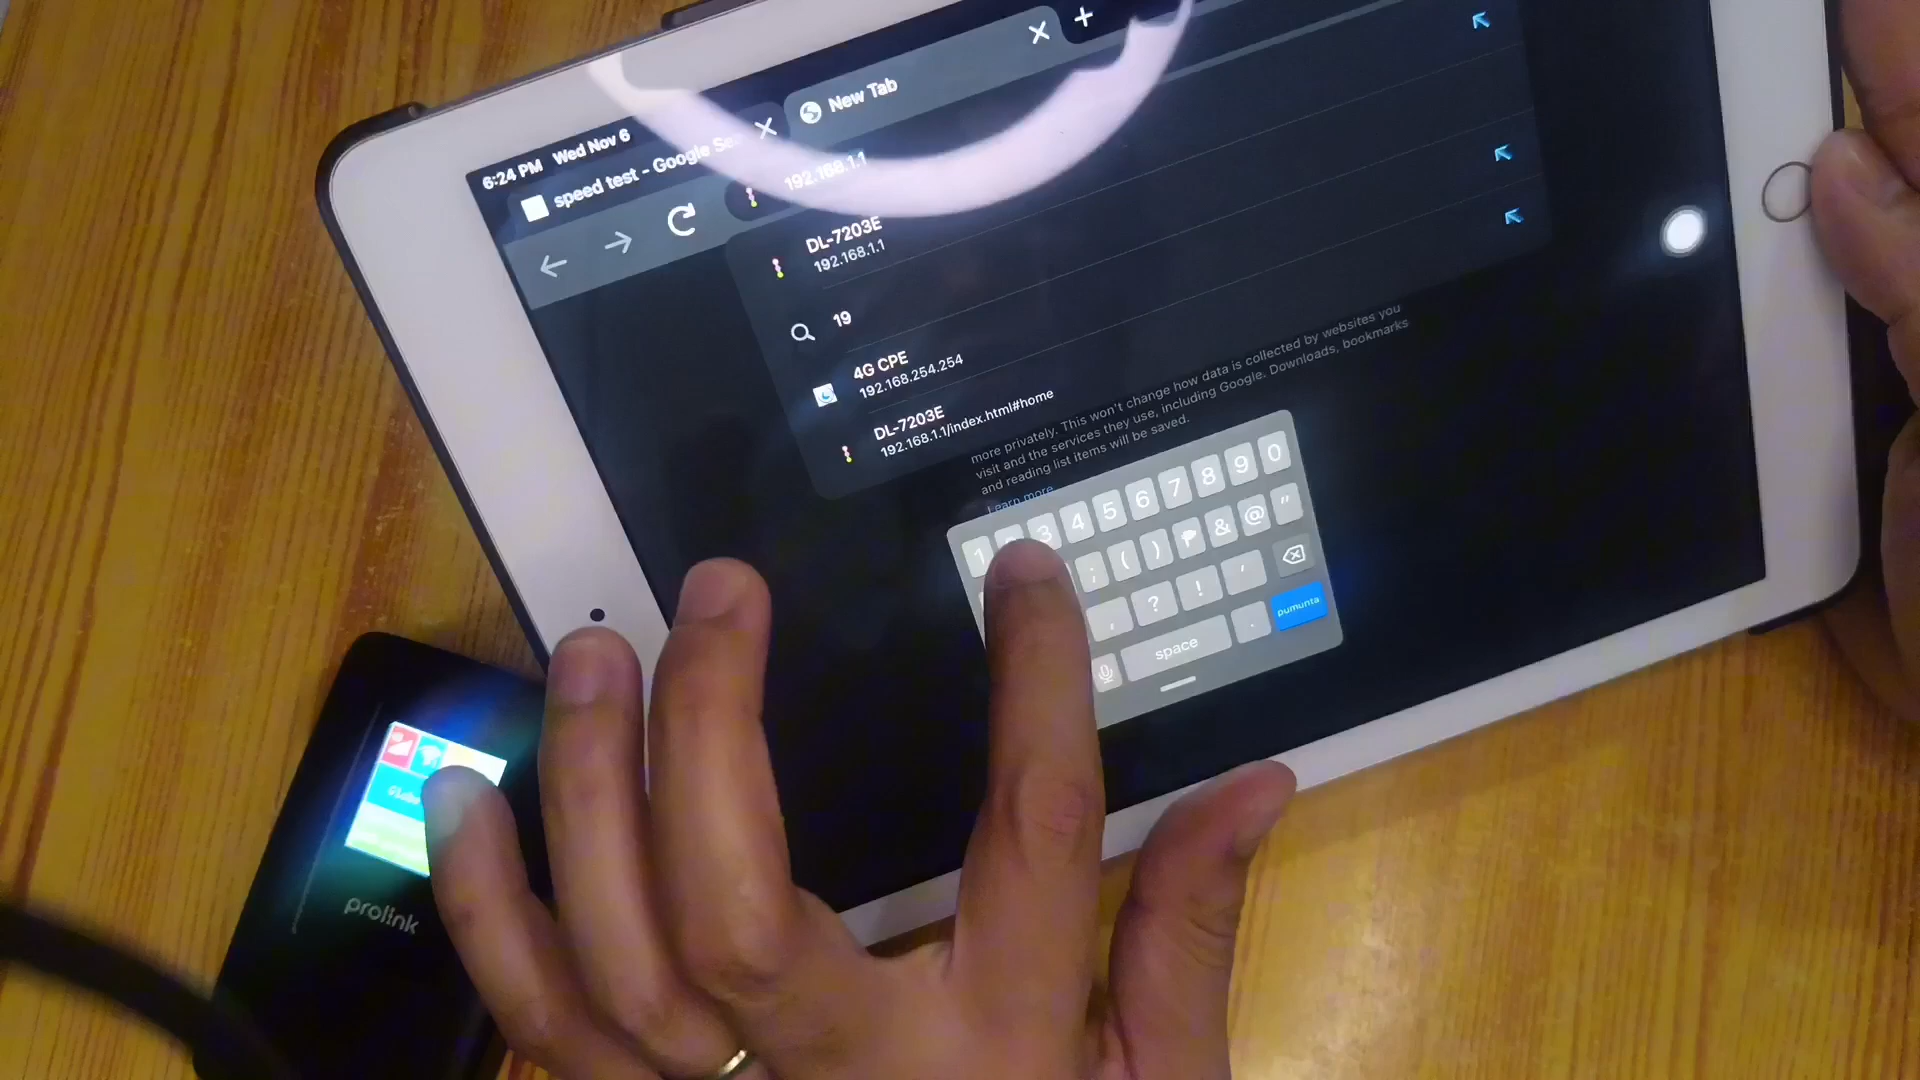 6:24 PM Wed Nov 6
speed test - Google Se
New Tab
192.168.1.1
DL-7203E
192.168.1.1
19
4G CPE
192.168.254.254
DL-7203E
192.168.1.1/index.html#home
more privately. This won't change how data is collected by websites you
visit and the services they use, including Google. Downloads, bookmarks
and reading list items will be saved.
Learn more
1 3 4 5 6 7 8 9 0
; ( ) ₱ & @ "
, ? ! '
space . pumunta
prolink